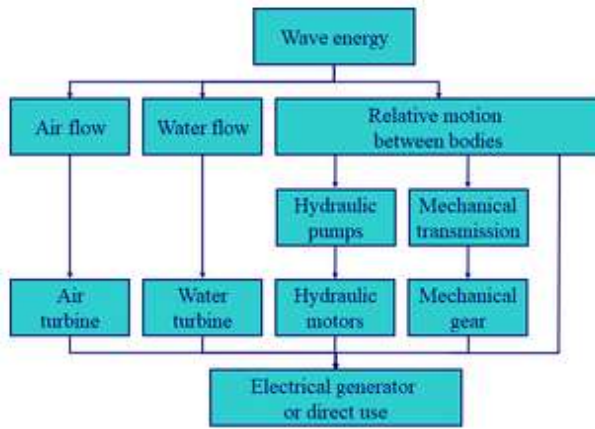 Wave energy
Air flow
Water flow
Relative motion
between bodies
Hydraulic
pumps
Mechanical
transmission
Air
turbine
Water
turbine
Hydraulic
motors
Mechanical
gear
Electrical generator
or direct use